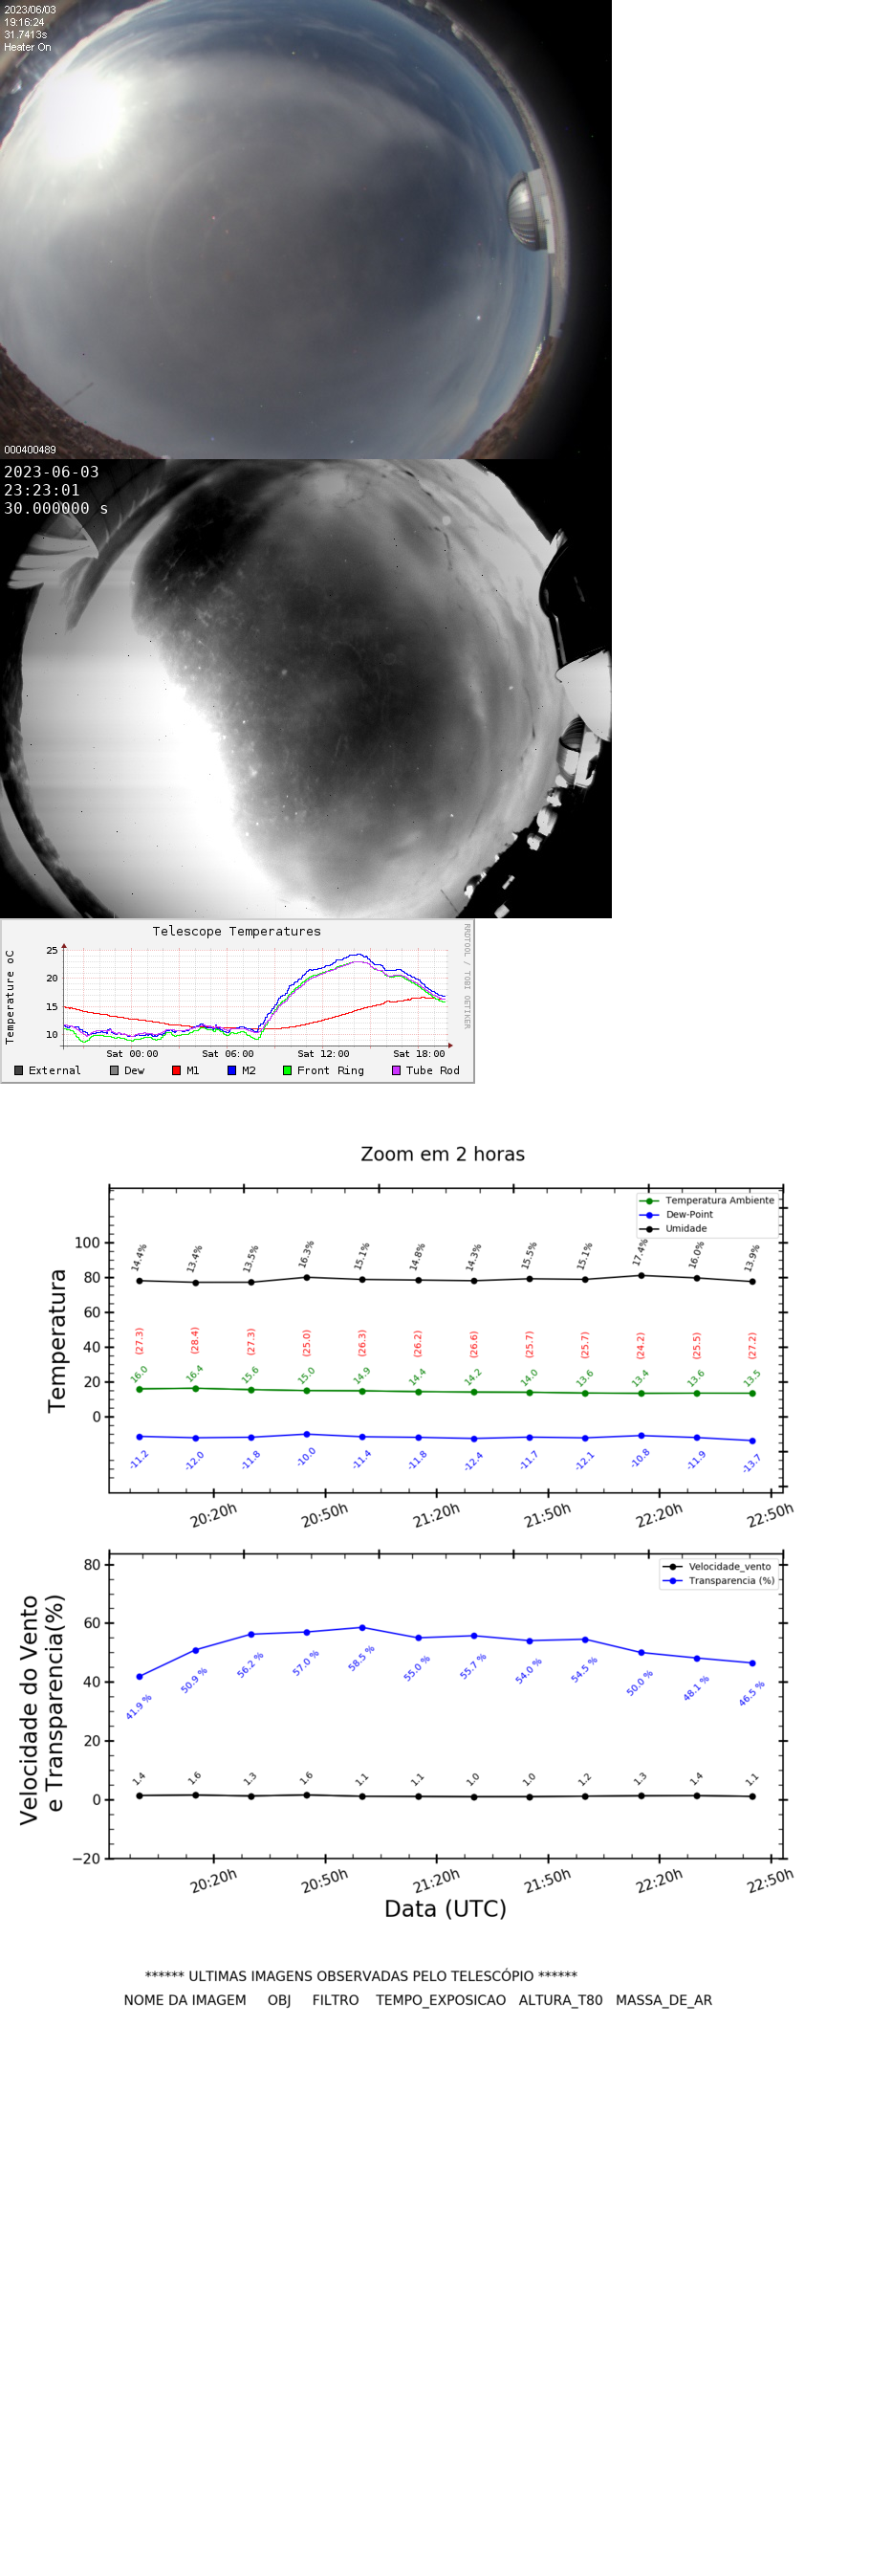 2023/06/03
19:16:24
31.7413s
Heater On
000400489
2023-06-03
23:23:01
30.000000 s
Telescope Temperatures
RRDTOOL / TOBI OETIKER
Temperature oC
25
20
15
10
Sat 00:00 Sat 06:00 Sat 12:00 Sat 18:00
External Dew M1 M2 Front Ring Tube Rod
Zoom em 2 horas
Temperatura
Temperatura Ambiente
Dew-Point
Umidade
100
80
60
40
20
0
14.4% 13.4% 13.5% 16.3% 15.1% 14.8% 14.3% 15.5% 15.1% 17.4% 16.0% 13.9%
(27.3) (28.4) (27.3) (25.0) (26.3) (26.2) (26.6) (25.7) (25.7) (24.2) (25.5) (27.2)
16.0 16.4 15.6 15.0 14.9 14.4 14.2 14.0 13.6 13.4 13.6 13.5
-11.2 -12.0 -11.8 -10.0 -11.4 -11.8 -12.4 -11.7 -12.1 -10.8 -11.9 -13.7
20:20h 20:50h 21:20h 21:50h 22:20h 22:50h
Velocidade do Vento
e Transparencia(%)
Velocidade_vento
Transparencia (%)
80
60
40
20
0
−20
41.9 % 50.9 % 56.2 % 57.0 % 58.5 % 55.0 % 55.7 % 54.0 % 54.5 % 50.0 % 48.1 % 46.5 %
1.4 1.6 1.3 1.6 1.1 1.1 1.0 1.0 1.2 1.3 1.4 1.1
20:20h 20:50h 21:20h 21:50h 22:20h 22:50h
Data (UTC)
****** ULTIMAS IMAGENS OBSERVADAS PELO TELESCÓPIO ******
NOME DA IMAGEM OBJ FILTRO TEMPO_EXPOSICAO ALTURA_T80 MASSA_DE_AR